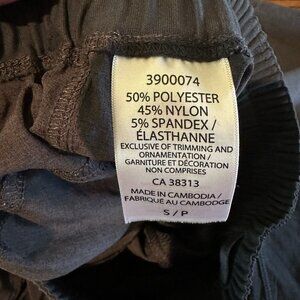 3900074
50% POLYESTER
45% NYLON
5% SPANDEX /
ÉLASTHANNE
EXCLUSIVE OF TRIMMING AND
ORNAMENTATION /
GARNITURE ET DÉCORATION
NON COMPRISES
CA 38313
MADE IN CAMBODIA /
FABRIQUÉ AU CAMBODGE
S / P